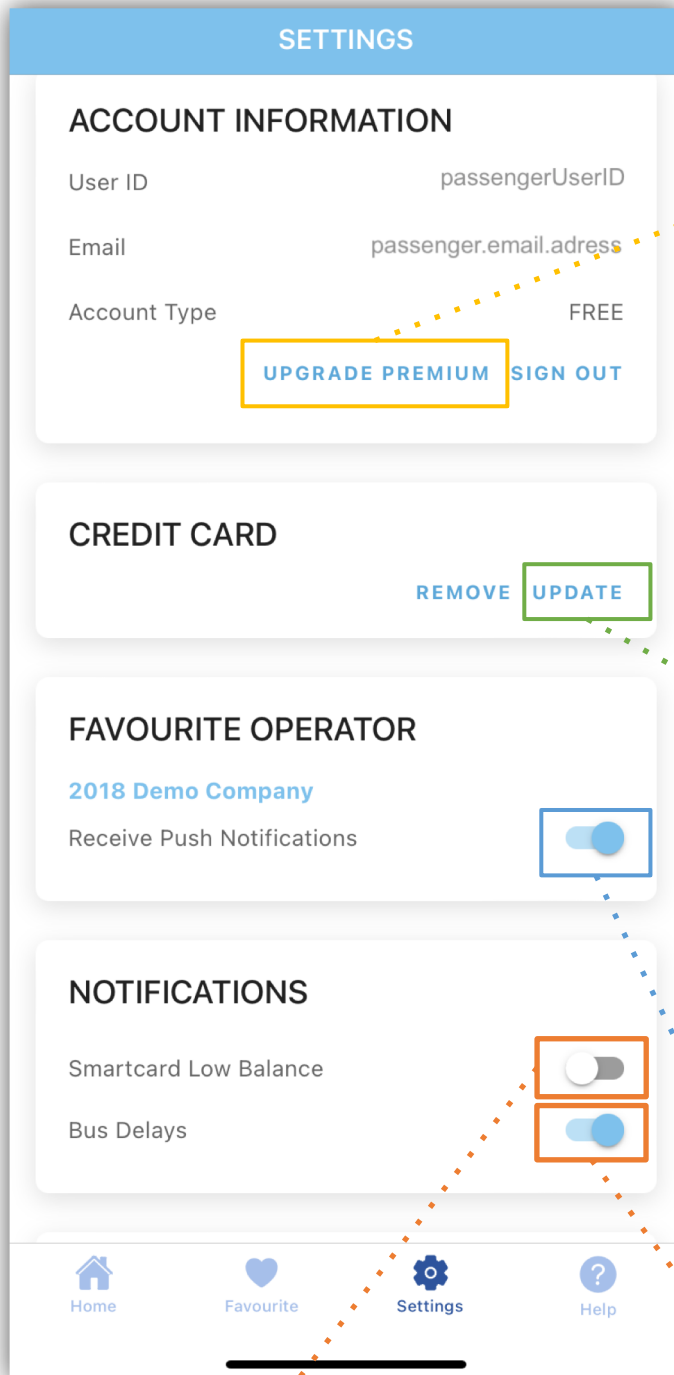 SETTINGS
ACCOUNT INFORMATION
User ID passengerUserID
Email passenger.email.adress
Account Type FREE
UPGRADE PREMIUM SIGN OUT
CREDIT CARD
REMOVE UPDATE
FAVOURITE OPERATOR
2018 Demo Company
Receive Push Notifications
NOTIFICATIONS
Smartcard Low Balance
Bus Delays
Home Favourite Settings Help